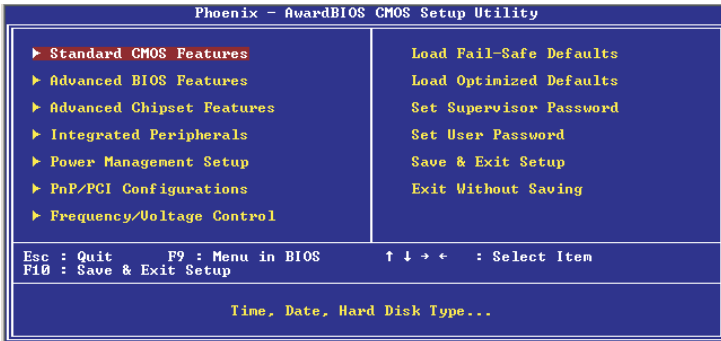 Phoenix - AwardBIOS CMOS Setup Utility
▶ Standard CMOS Features
▶ Advanced BIOS Features
▶ Advanced Chipset Features
▶ Integrated Peripherals
▶ Power Management Setup
▶ PnP/PCI Configurations
▶ Frequency/Voltage Control
Load Fail-Safe Defaults
Load Optimized Defaults
Set Supervisor Password
Set User Password
Save & Exit Setup
Exit Without Saving
Esc : Quit F9 : Menu in BIOS ↑ ↓ → ← : Select Item
F10 : Save & Exit Setup
Time, Date, Hard Disk Type...